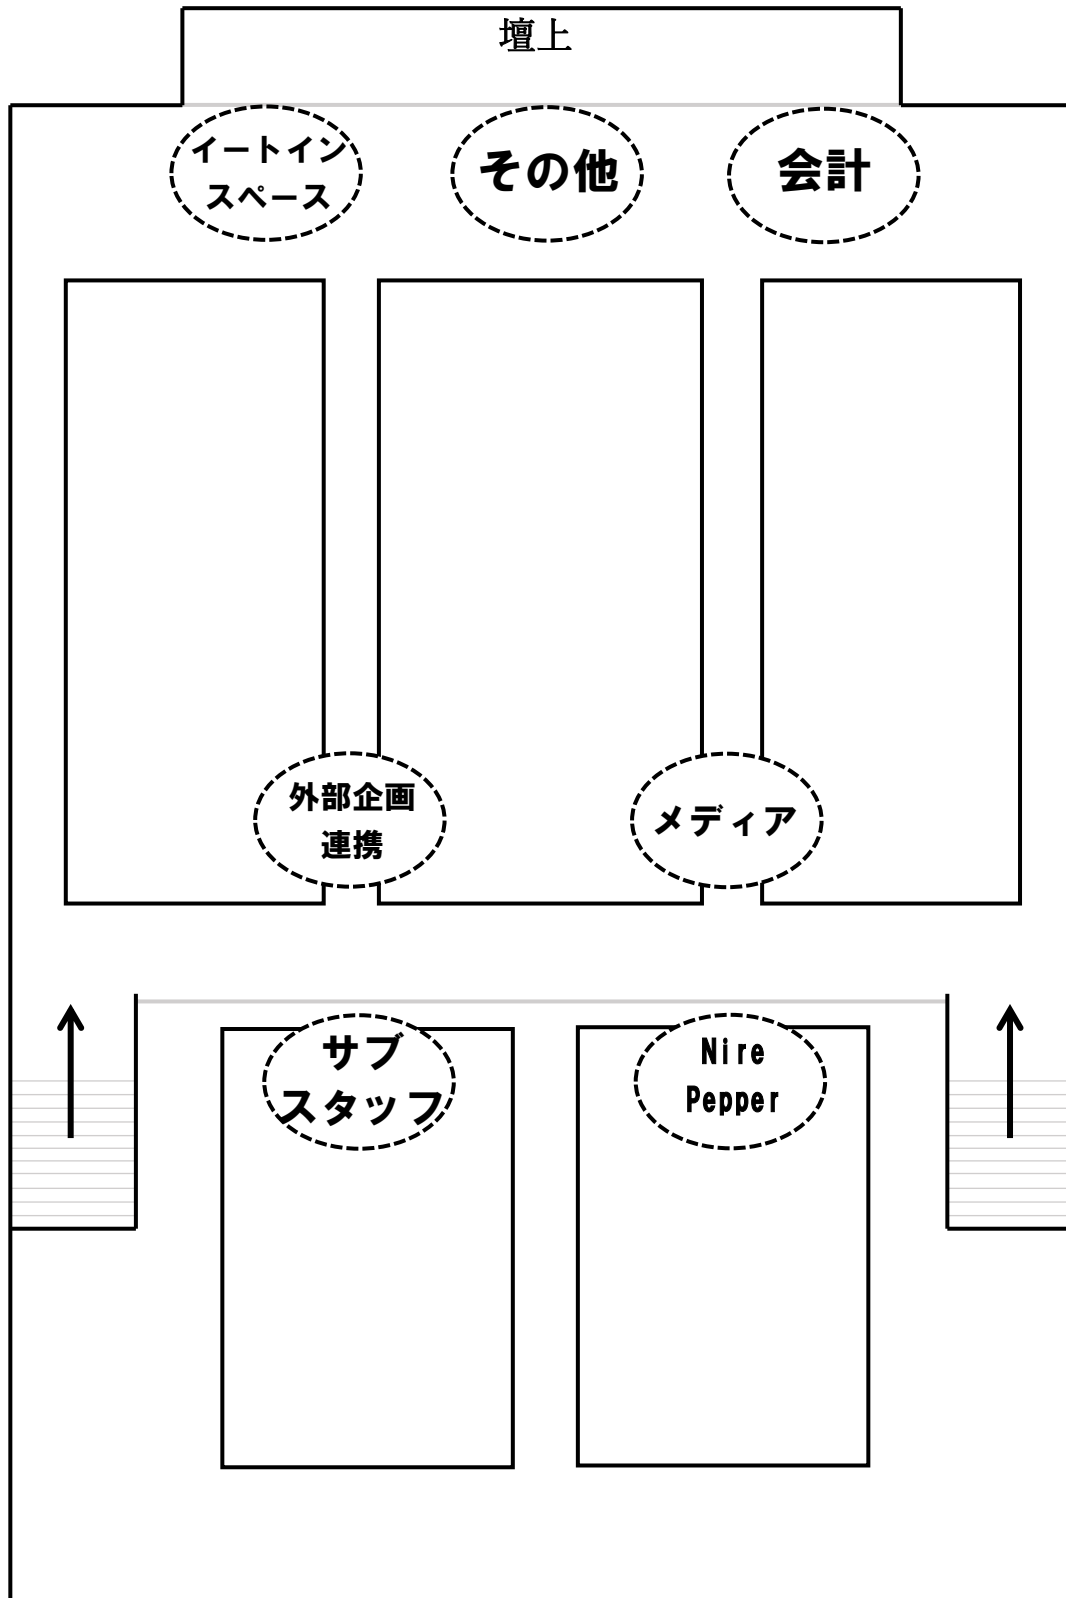 壇上
イートイン
スペース
その他
会計
外部企画
連携
メディア
サブ
スタッフ
Nire
Pepper